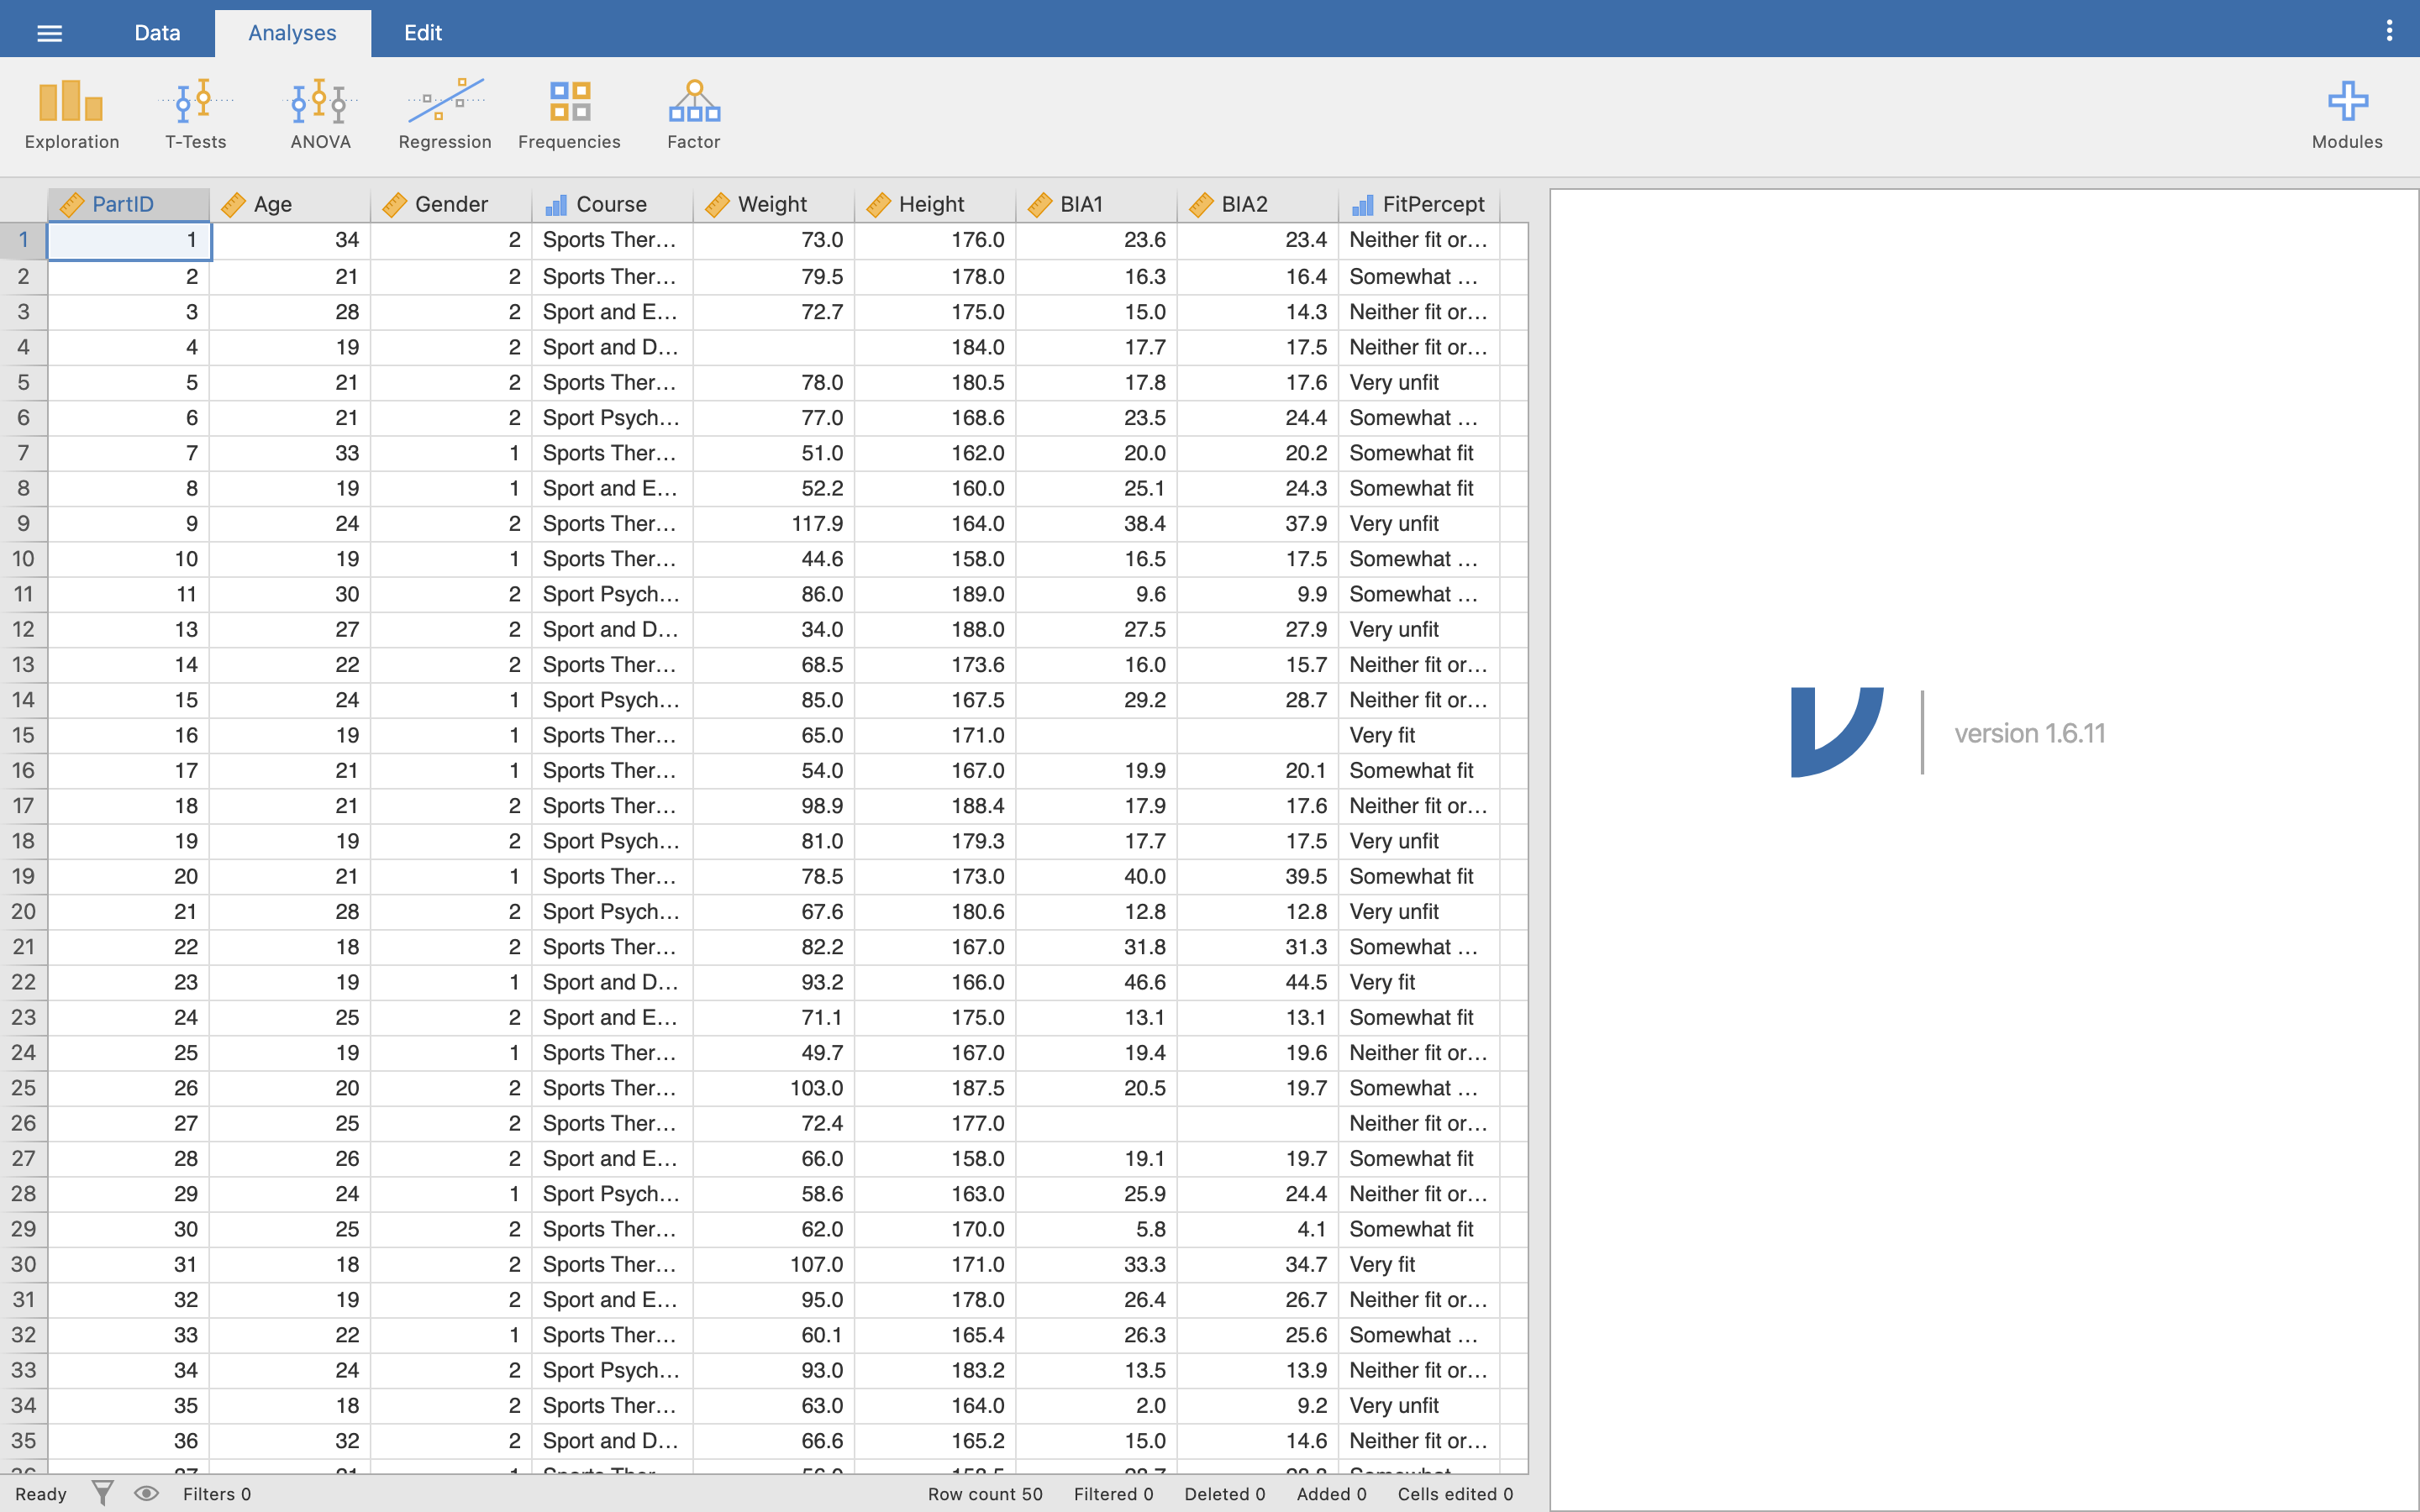 Data Analyses Edit
Exploration T-Tests ANOVA Regression Frequencies Factor Modules
PartID Age Gender Course Weight Height BIA1 BIA2 FitPercept
1 1 34 2 Sports Ther... 73.0 176.0 23.6 23.4 Neither fit or...
2 2 21 2 Sports Ther... 79.5 178.0 16.3 16.4 Somewhat ...
3 3 28 2 Sport and E... 72.7 175.0 15.0 14.3 Neither fit or...
4 4 19 2 Sport and D... 184.0 17.7 17.5 Neither fit or...
5 5 21 2 Sports Ther... 78.0 180.5 17.8 17.6 Very unfit
6 6 21 2 Sport Psych... 77.0 168.6 23.5 24.4 Somewhat ...
7 7 33 1 Sports Ther... 51.0 162.0 20.0 20.2 Somewhat fit
8 8 19 1 Sport and E... 52.2 160.0 25.1 24.3 Somewhat fit
9 9 24 2 Sports Ther... 117.9 164.0 38.4 37.9 Very unfit
10 10 19 1 Sports Ther... 44.6 158.0 16.5 17.5 Somewhat ...
11 11 30 2 Sport Psych... 86.0 189.0 9.6 9.9 Somewhat ...
12 13 27 2 Sport and D... 34.0 188.0 27.5 27.9 Very unfit
13 14 22 2 Sports Ther... 68.5 173.6 16.0 15.7 Neither fit or...
14 15 24 1 Sport Psych... 85.0 167.5 29.2 28.7 Neither fit or...
15 16 19 1 Sports Ther... 65.0 171.0 Very fit
16 17 21 1 Sports Ther... 54.0 167.0 19.9 20.1 Somewhat fit
17 18 21 2 Sports Ther... 98.9 188.4 17.9 17.6 Neither fit or...
18 19 19 2 Sport Psych... 81.0 179.3 17.7 17.5 Very unfit
19 20 21 1 Sports Ther... 78.5 173.0 40.0 39.5 Somewhat fit
20 21 28 2 Sport Psych... 67.6 180.6 12.8 12.8 Very unfit
21 22 18 2 Sports Ther... 82.2 167.0 31.8 31.3 Somewhat ...
22 23 19 1 Sport and D... 93.2 166.0 46.6 44.5 Very fit
23 24 25 2 Sport and E... 71.1 175.0 13.1 13.1 Somewhat fit
24 25 19 1 Sports Ther... 49.7 167.0 19.4 19.6 Neither fit or...
25 26 20 2 Sports Ther... 103.0 187.5 20.5 19.7 Somewhat ...
26 27 25 2 Sports Ther... 72.4 177.0 Neither fit or...
27 28 26 2 Sport and E... 66.0 158.0 19.1 19.7 Somewhat fit
28 29 24 1 Sport Psych... 58.6 163.0 25.9 24.4 Neither fit or...
29 30 25 2 Sports Ther... 62.0 170.0 5.8 4.1 Somewhat fit
30 31 18 2 Sports Ther... 107.0 171.0 33.3 34.7 Very fit
31 32 19 2 Sport and E... 95.0 178.0 26.4 26.7 Neither fit or...
32 33 22 1 Sports Ther... 60.1 165.4 26.3 25.6 Somewhat ...
33 34 24 2 Sport Psych... 93.0 183.2 13.5 13.9 Neither fit or...
34 35 18 2 Sports Ther... 63.0 164.0 2.0 9.2 Very unfit
35 36 32 2 Sport and D... 66.6 165.2 15.0 14.6 Neither fit or...
version 1.6.11
Ready Filters 0 Row count 50 Filtered 0 Deleted 0 Added 0 Cells edited 0